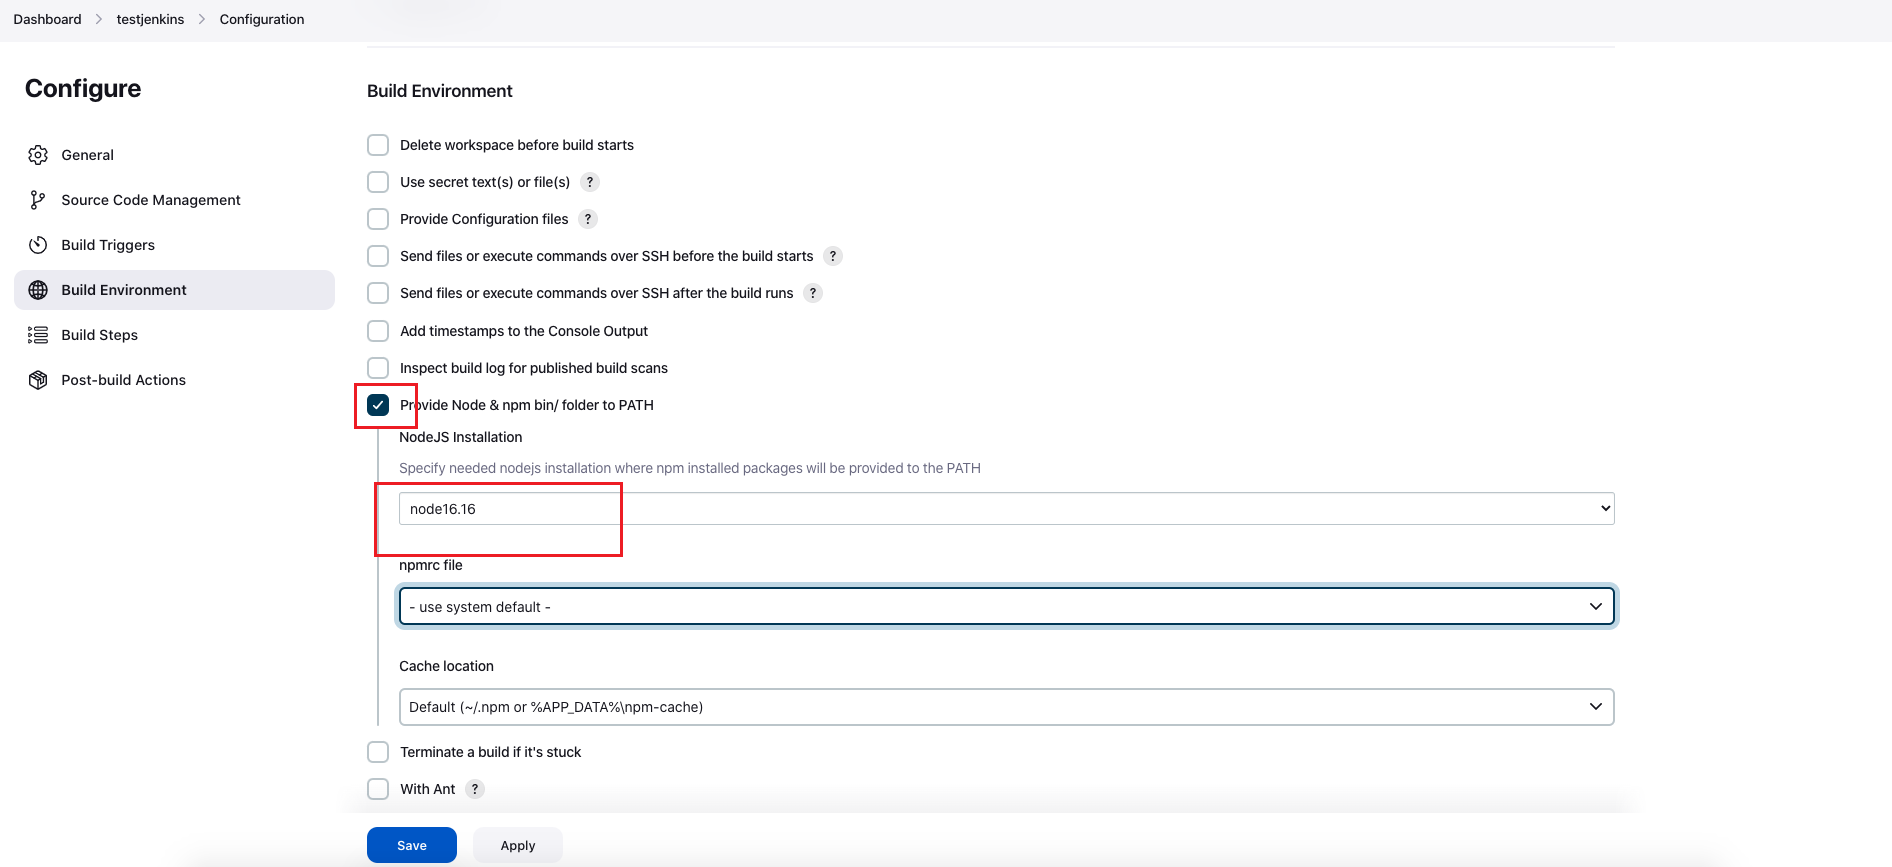 Dashboard > testjenkins > Configuration
Configure
General
Source Code Management
Build Triggers
Build Environment
Build Steps
Post-build Actions
Build Environment
Delete workspace before build starts
Use secret text(s) or file(s) ?
Provide Configuration files ?
Send files or execute commands over SSH before the build starts ?
Send files or execute commands over SSH after the build runs ?
Add timestamps to the Console Output
Inspect build log for published build scans
Provide Node & npm bin/ folder to PATH
NodeJS Installation
Specify needed nodejs installation where npm installed packages will be provided to the PATH
node16.16
npmrc file
- use system default -
Cache location
Default (~/.npm or %APP_DATA%\npm-cache)
Terminate a build if it's stuck
With Ant ?
Save Apply